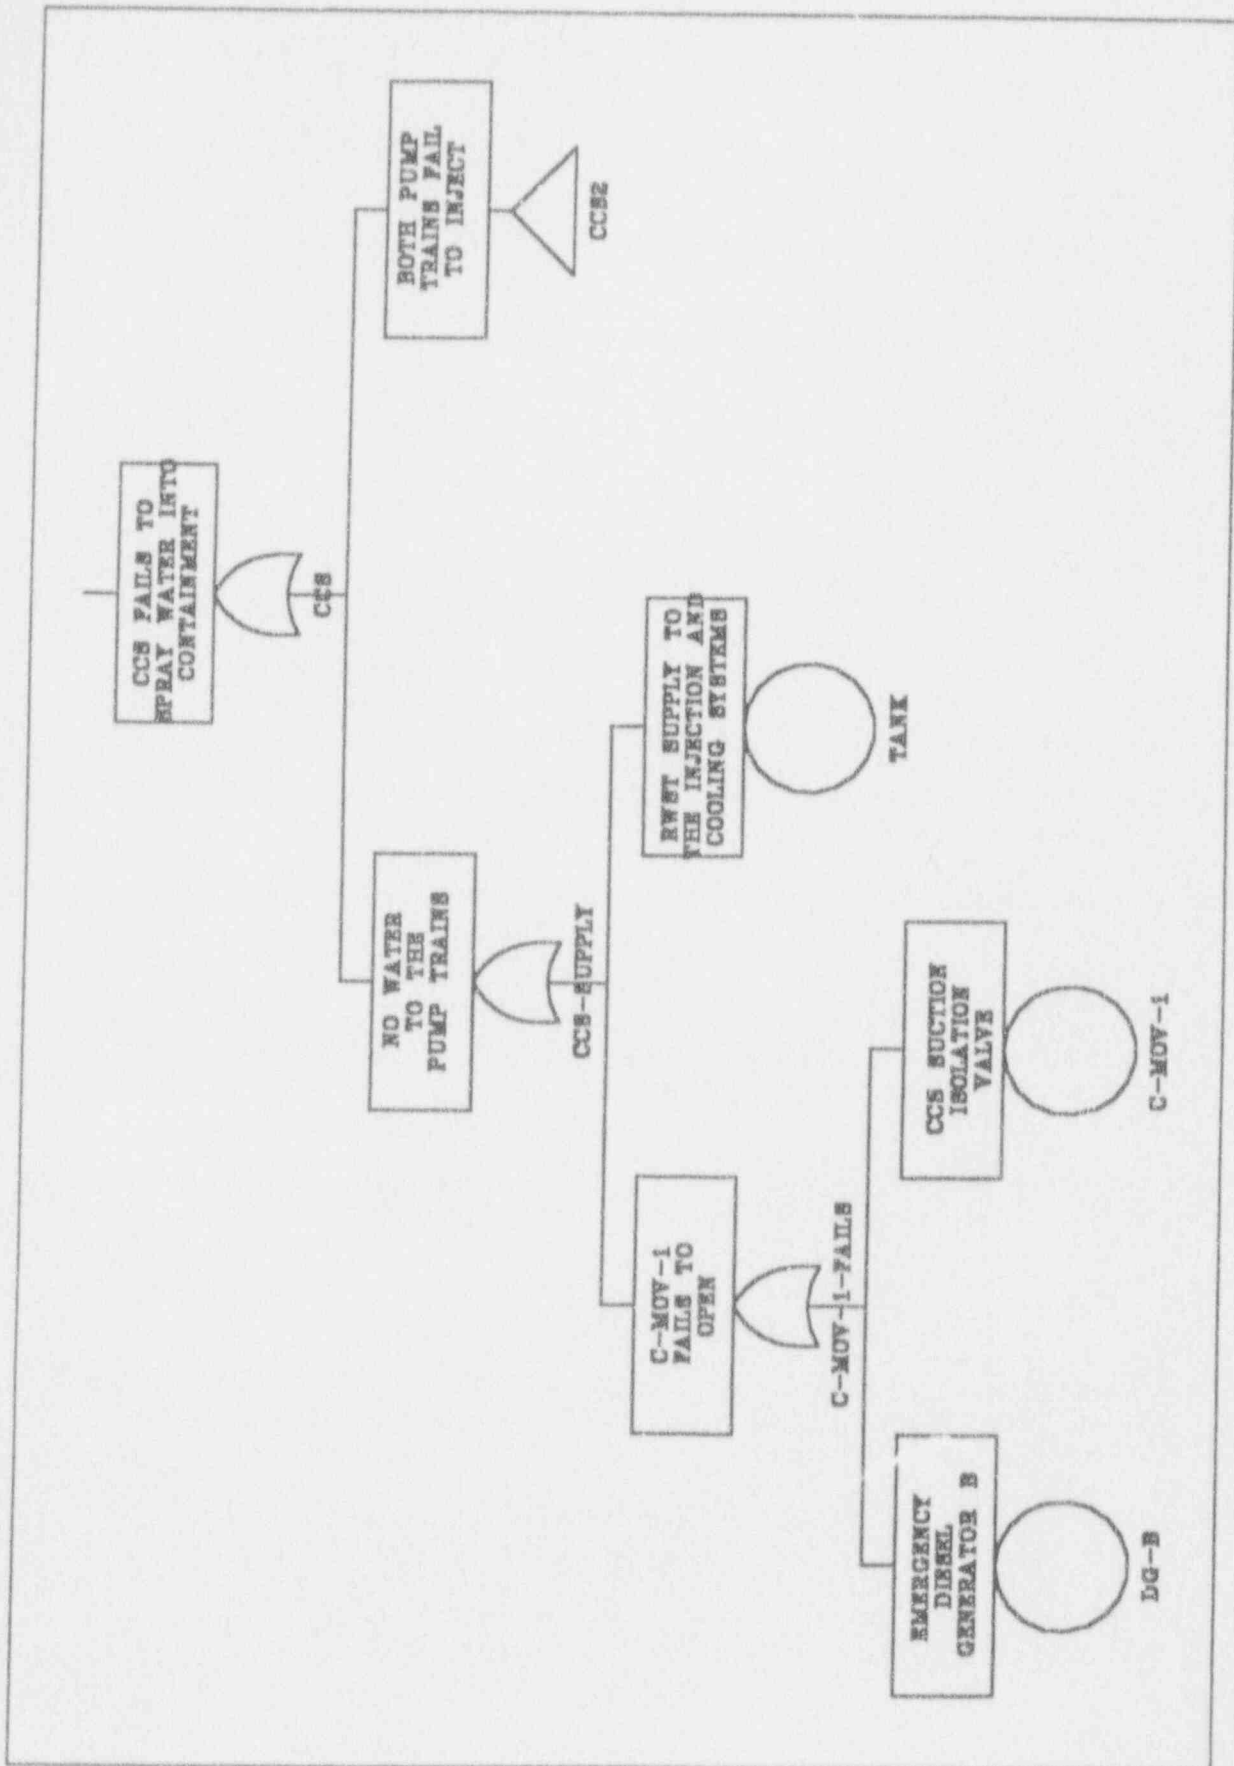 CCS FAILS TO
SPRAY WATER INTO
CONTAINMENT
CCS
NO WATER
TO THE
PUMP TRAINS
CCS-SUPPLY
BOTH PUMP
TRAINS FAIL
TO INJECT
CCS2
C-MOV-1
FAILS TO
OPEN
C-MOV-1-FAILS
RWST SUPPLY TO
THE INJECTION AND
COOLING SYSTEMS
TANK
EMERGENCY
DIESEL
GENERATOR B
DG-B
CCS SUCTION
ISOLATION
VALVE
C-MOV-1